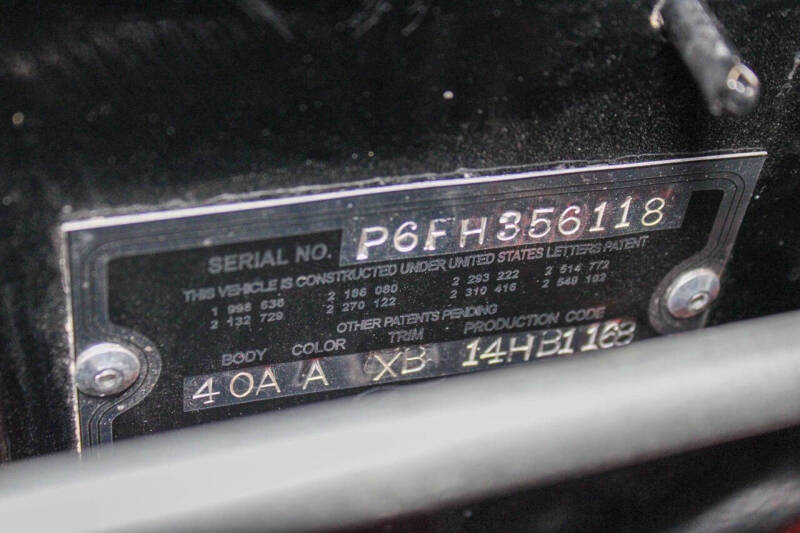 SERIAL NO. P6FH356118
THIS VEHICLE IS CONSTRUCTED UNDER UNITED STATES LETTERS PATENT
1 998 638 2 186 080 2 293 222 2 514 772
2 132 729 2 270 122 2 310 416 2 549 102
OTHER PATENTS PENDING
BODY COLOR TRIM PRODUCTION CODE
40A A XB 14HB1168